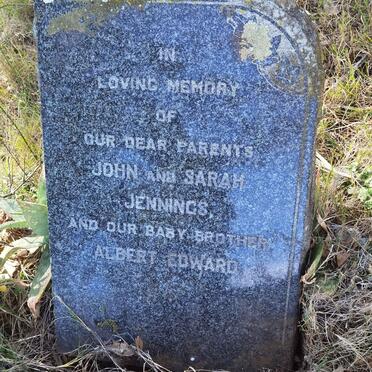 IN
LOVING MEMORY
OF
OUR DEAR PARENTS
JOHN AND SARAH
JENNINGS,
AND OUR BABY BROTHER,
ALBERT EDWARD.